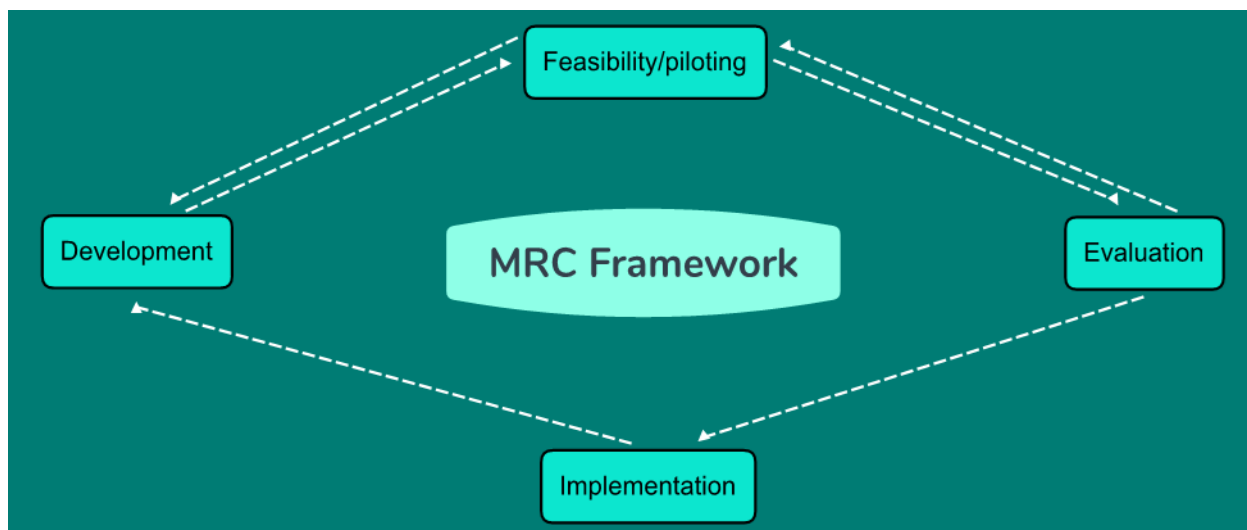 Feasibility/piloting
Development
MRC Framework
Evaluation
Implementation